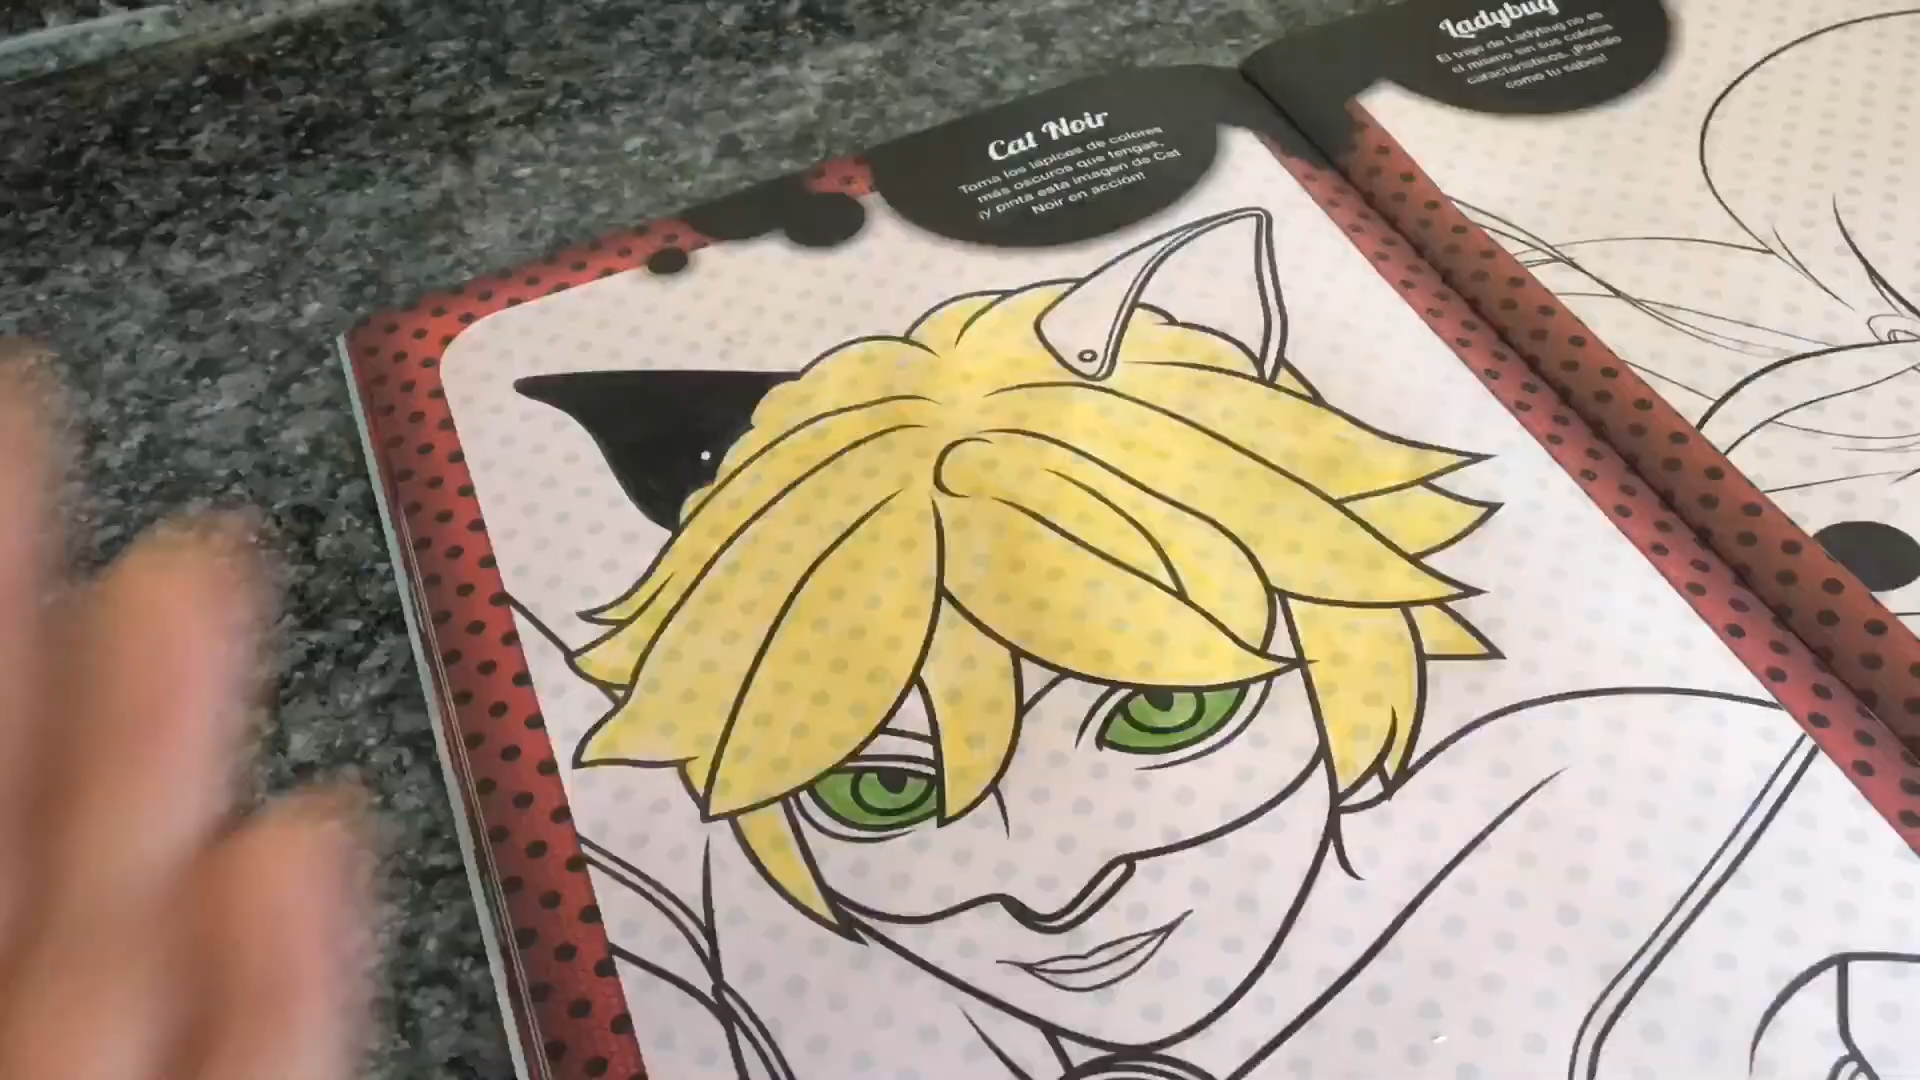 Cat Noir
Toma los lápices de colores
más oscuros que tengas,
¡y pinta esta imagen de Cat
Noir en acción!
Ladybug
El traje de Ladybug no es
el mismo sin sus colores
característicos. ¡Píntalo
como tú sabes!